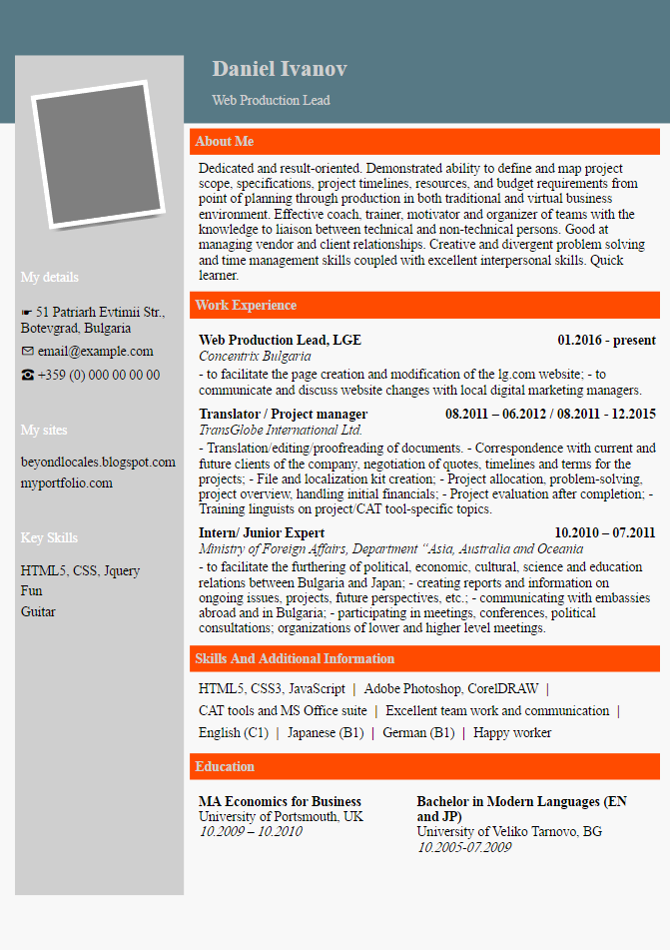 Daniel Ivanov
Web Production Lead
My details
☛ 51 Patriarh Evtimii Str.,
Botevgrad, Bulgaria
🖂 email@example.com
☎ +359 (0) 000 00 00 00
My sites
beyondlocales.blogspot.com
myportfolio.com
Key Skills
HTML5, CSS, Jquery
Fun
Guitar
About Me
Dedicated and result-oriented. Demonstrated ability to define and map project
scope, specifications, project timelines, resources, and budget requirements from
point of planning through production in both traditional and virtual business
environment. Effective coach, trainer, motivator and organizer of teams with the
knowledge to liaison between technical and non-technical persons. Good at
managing vendor and client relationships. Creative and divergent problem solving
and time management skills coupled with excellent interpersonal skills. Quick
learner.
Work Experience
Web Production Lead, LGE 01.2016 - present
Concentrix Bulgaria
- to facilitate the page creation and modification of the lg.com website; - to
communicate and discuss website changes with local digital marketing managers.
Translator / Project manager 08.2011 – 06.2012 / 08.2011 - 12.2015
TransGlobe International Ltd.
- Translation/editing/proofreading of documents. - Correspondence with current and
future clients of the company, negotiation of quotes, timelines and terms for the
projects; - File and localization kit creation; - Project allocation, problem-solving,
project overview, handling initial financials; - Project evaluation after completion; -
Training linguists on project/CAT tool-specific topics.
Intern/ Junior Expert 10.2010 – 07.2011
Ministry of Foreign Affairs, Department “Asia, Australia and Oceania
- to facilitate the furthering of political, economic, cultural, science and education
relations between Bulgaria and Japan; - creating reports and information on
ongoing issues, projects, future perspectives, etc.; - communicating with embassies
abroad and in Bulgaria; - participating in meetings, conferences, political
consultations; organizations of lower and higher level meetings.
Skills And Additional Information
HTML5, CSS3, JavaScript | Adobe Photoshop, CorelDRAW |
CAT tools and MS Office suite | Excellent team work and communication |
English (C1) | Japanese (B1) | German (B1) | Happy worker
Education
MA Economics for Business
University of Portsmouth, UK
10.2009 – 10.2010
Bachelor in Modern Languages (EN
and JP)
University of Veliko Tarnovo, BG
10.2005-07.2009